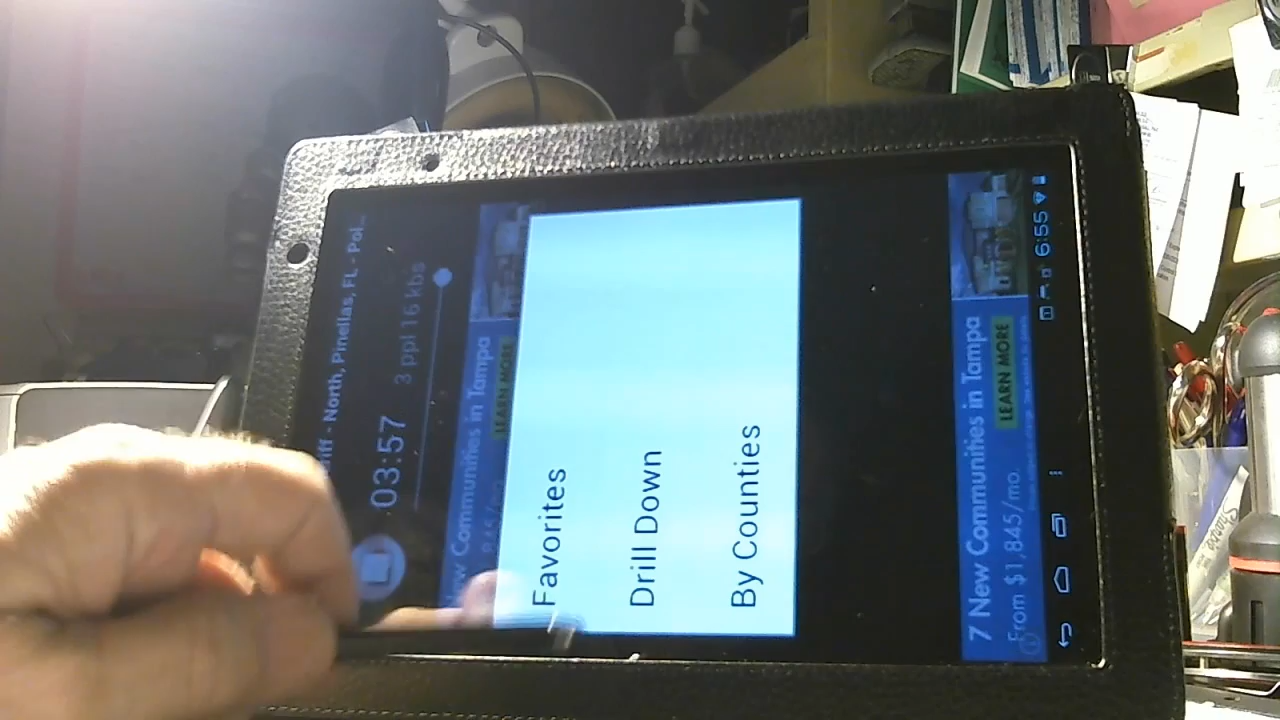 - North, Pinellas, FL - Pol...
03:57 3 ppl 16 kbs
Communities in Tampa
LEARN MORE
Favorites
Drill Down
By Counties
7 New Communities in Tampa
From $1,845/mo.
LEARN MORE
6:55
Sharpie